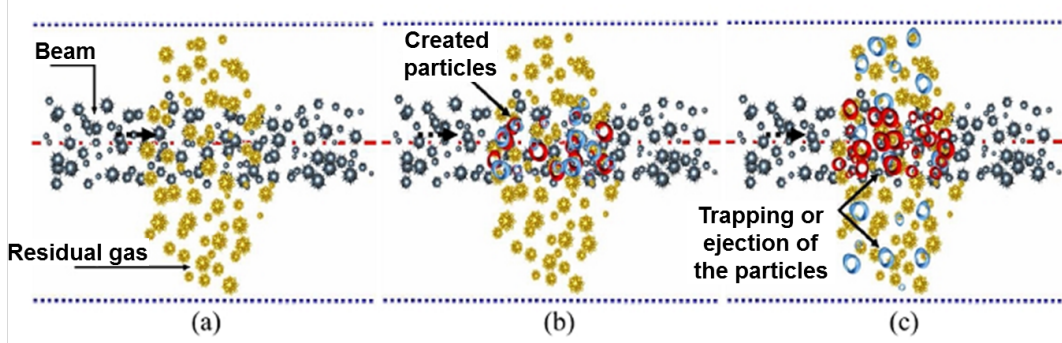 Beam
Residual gas
(a)
Created
particles
(b)
Trapping or
ejection of
the particles
(c)